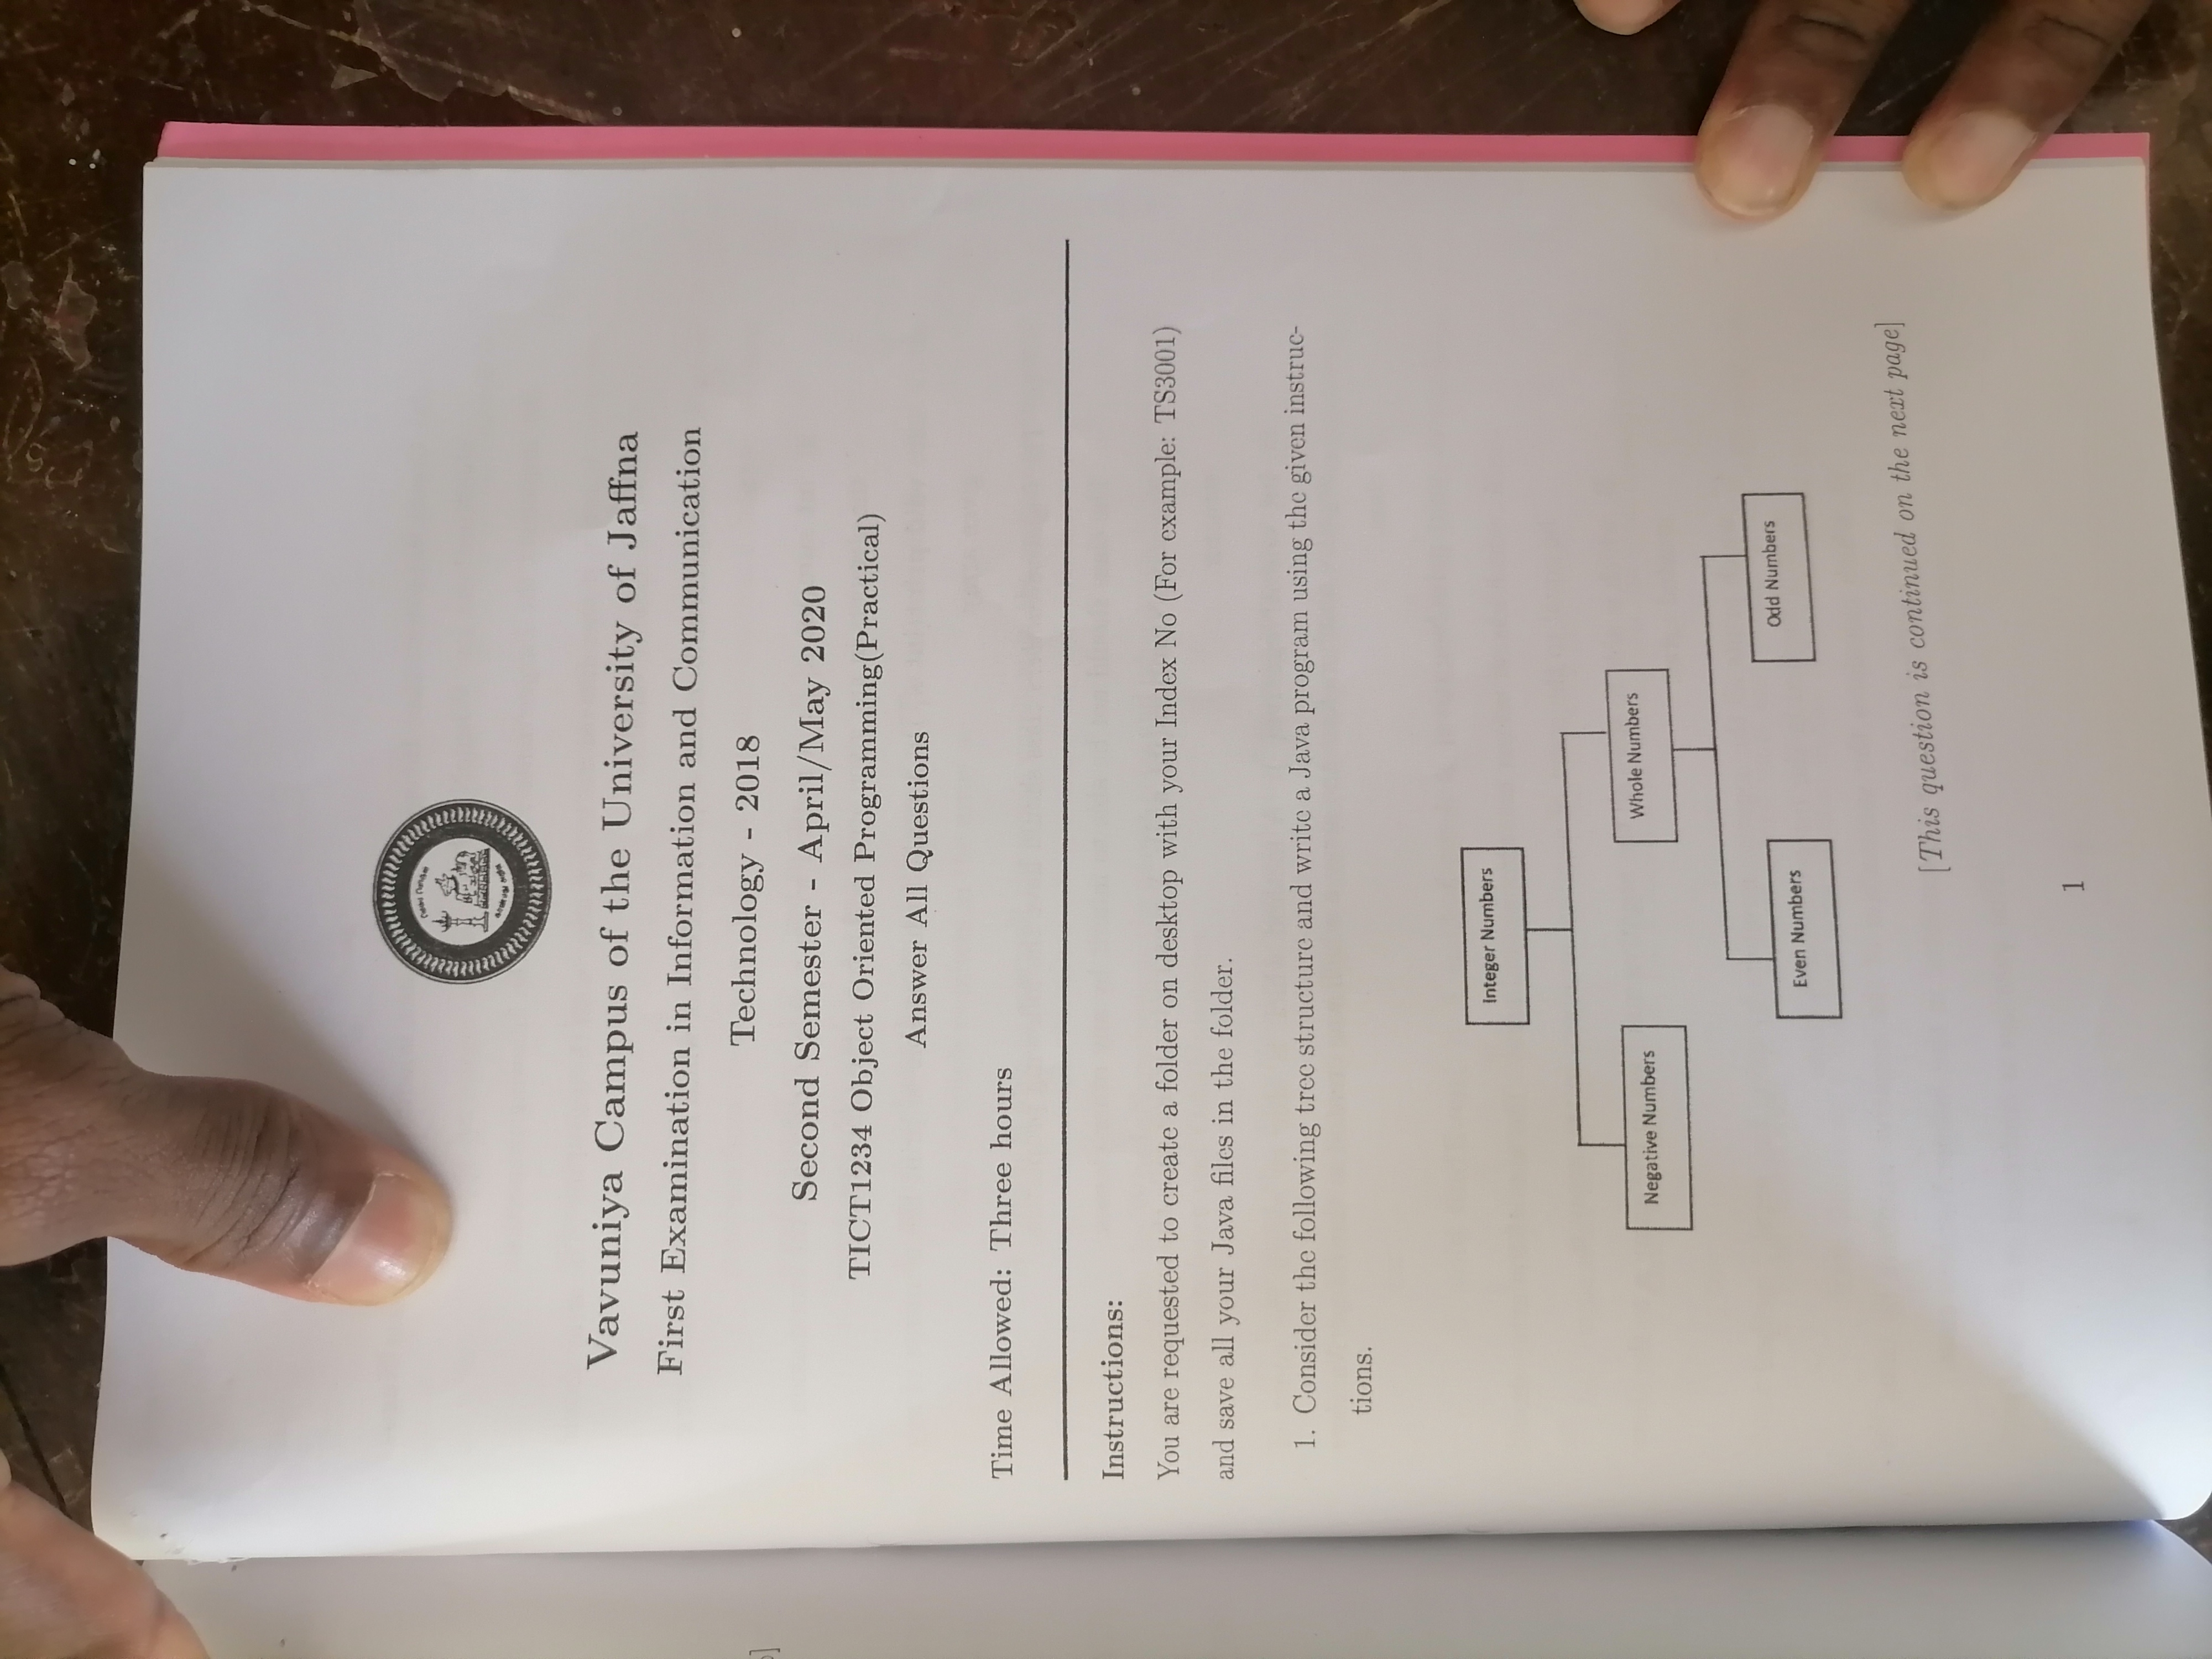 Vavuniya Campus of the University of Jaffna
First Examination in Information and Communication
Technology - 2018
Second Semester - April/May 2020
TICT1234 Object Oriented Programming(Practical)
Answer All Questions
Time Allowed: Three hours
Instructions:
You are requested to create a folder on desktop with your Index No (For example: TS3001)
and save all your Java files in the folder.
1. Consider the following tree structure and write a Java program using the given instruc-
tions.
Integer Numbers
Negative Numbers
Whole Numbers
Even Numbers
Odd Numbers
[This question is continued on the next page]
1